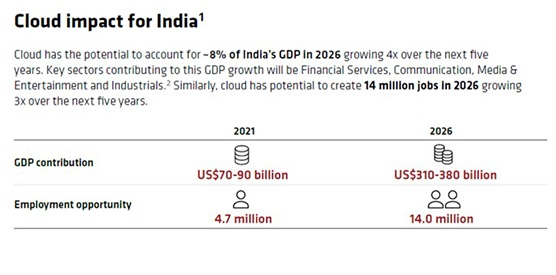 Cloud impact for India¹
Cloud has the potential to account for ~8% of India's GDP in 2026 growing 4x over the next five
years. Key sectors contributing to this GDP growth will be Financial Services, Communication, Media &
Entertainment and Industrials.² Similarly, cloud has potential to create 14 million jobs in 2026 growing
3x over the next five years.
2021 2026
GDP contribution US$70-90 billion US$310-380 billion
Employment opportunity 4.7 million 14.0 million